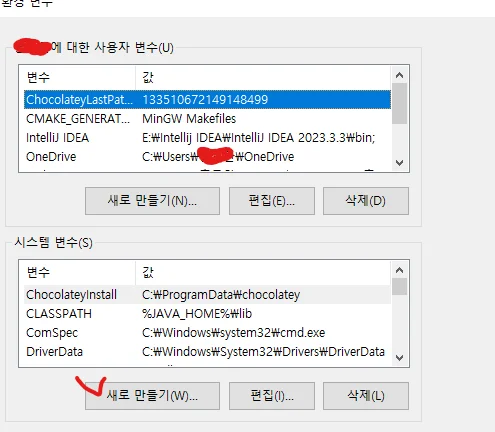 환경 변수
에 대한 사용자 변수(U)
변수 값
ChocolateyLastPat... 133510672149148499
CMAKE_GENERAT... MinGW Makefiles
IntelliJ IDEA E:₩Intellij IDEA₩IntelliJ IDEA 2023.3.3₩bin;
OneDrive C:₩Users₩ ₩OneDrive
새로 만들기(N)... 편집(E)... 삭제(D)
시스템 변수(S)
변수 값
ChocolateyInstall C:₩ProgramData₩chocolatey
CLASSPATH %JAVA_HOME%₩lib
ComSpec C:₩Windows₩system32₩cmd.exe
DriverData C:₩Windows₩System32₩Drivers₩DriverData
새로 만들기(W)... 편집(I)... 삭제(L)